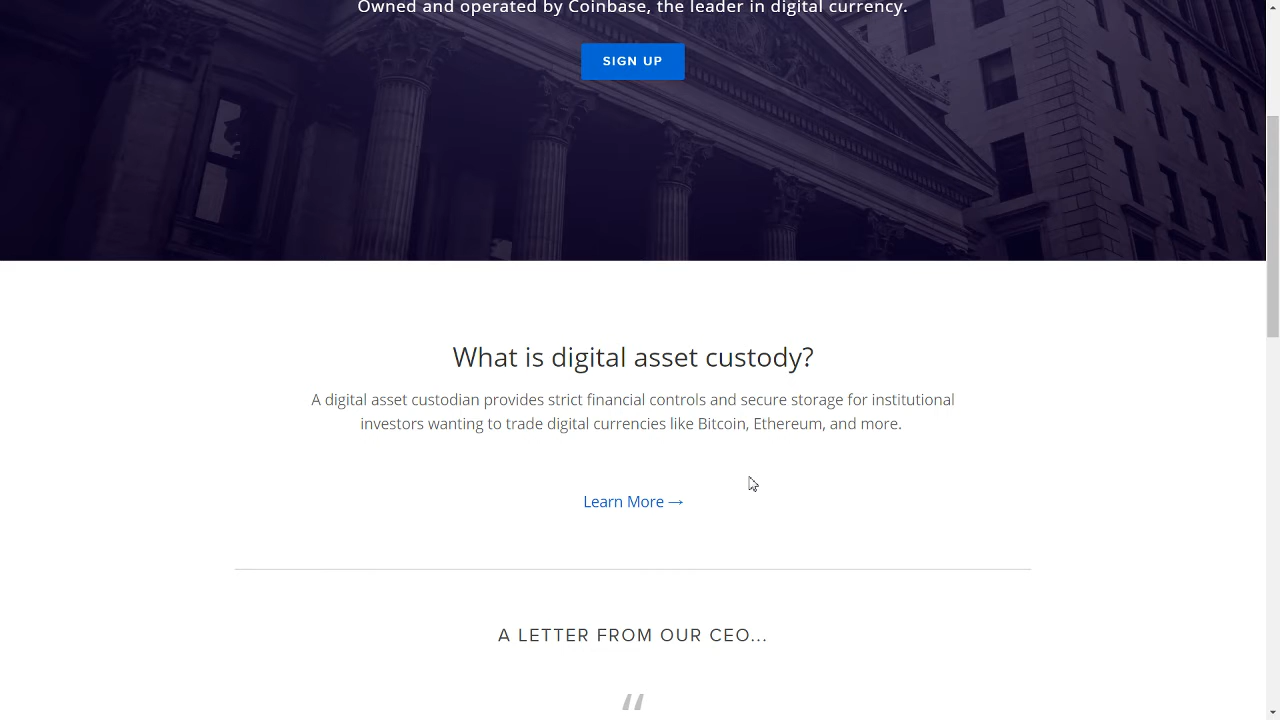 Owned and operated by Coinbase, the leader in digital currency.
SIGN UP
What is digital asset custody?
A digital asset custodian provides strict financial controls and secure storage for institutional
investors wanting to trade digital currencies like Bitcoin, Ethereum, and more.
Learn More →
A LETTER FROM OUR CEO...
“